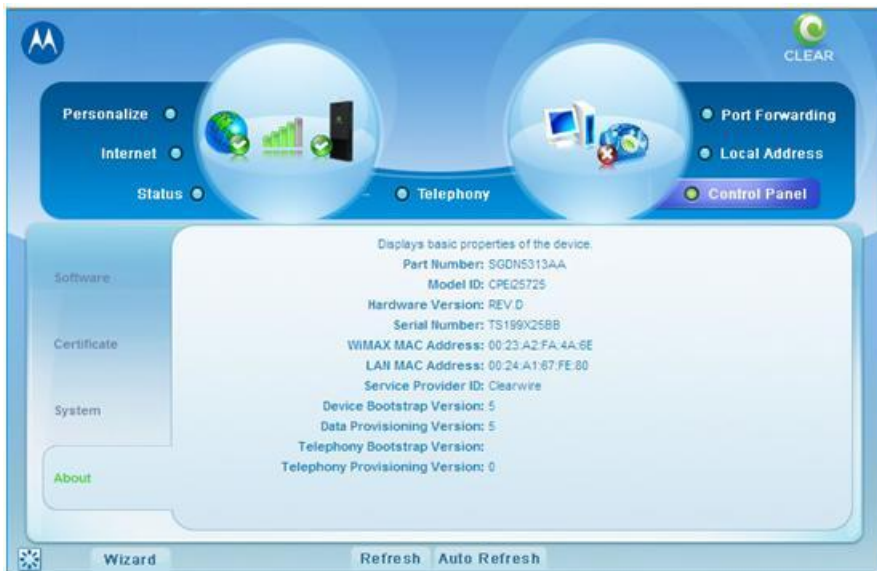 CLEAR
Personalize
Internet
Status
Telephony
Port Forwarding
Local Address
Control Panel
Software
Certificate
System
About
Displays basic properties of the device.
Part Number: SGDN5313AA
Model ID: CPEi25725
Hardware Version: REV.D
Serial Number: TS199X25BB
WiMAX MAC Address: 00:23:A2:FA:4A:6E
LAN MAC Address: 00:24:A1:67:FE:80
Service Provider ID: Clearwire
Device Bootstrap Version: 5
Data Provisioning Version: 5
Telephony Bootstrap Version:
Telephony Provisioning Version: 0
Wizard
Refresh
Auto Refresh